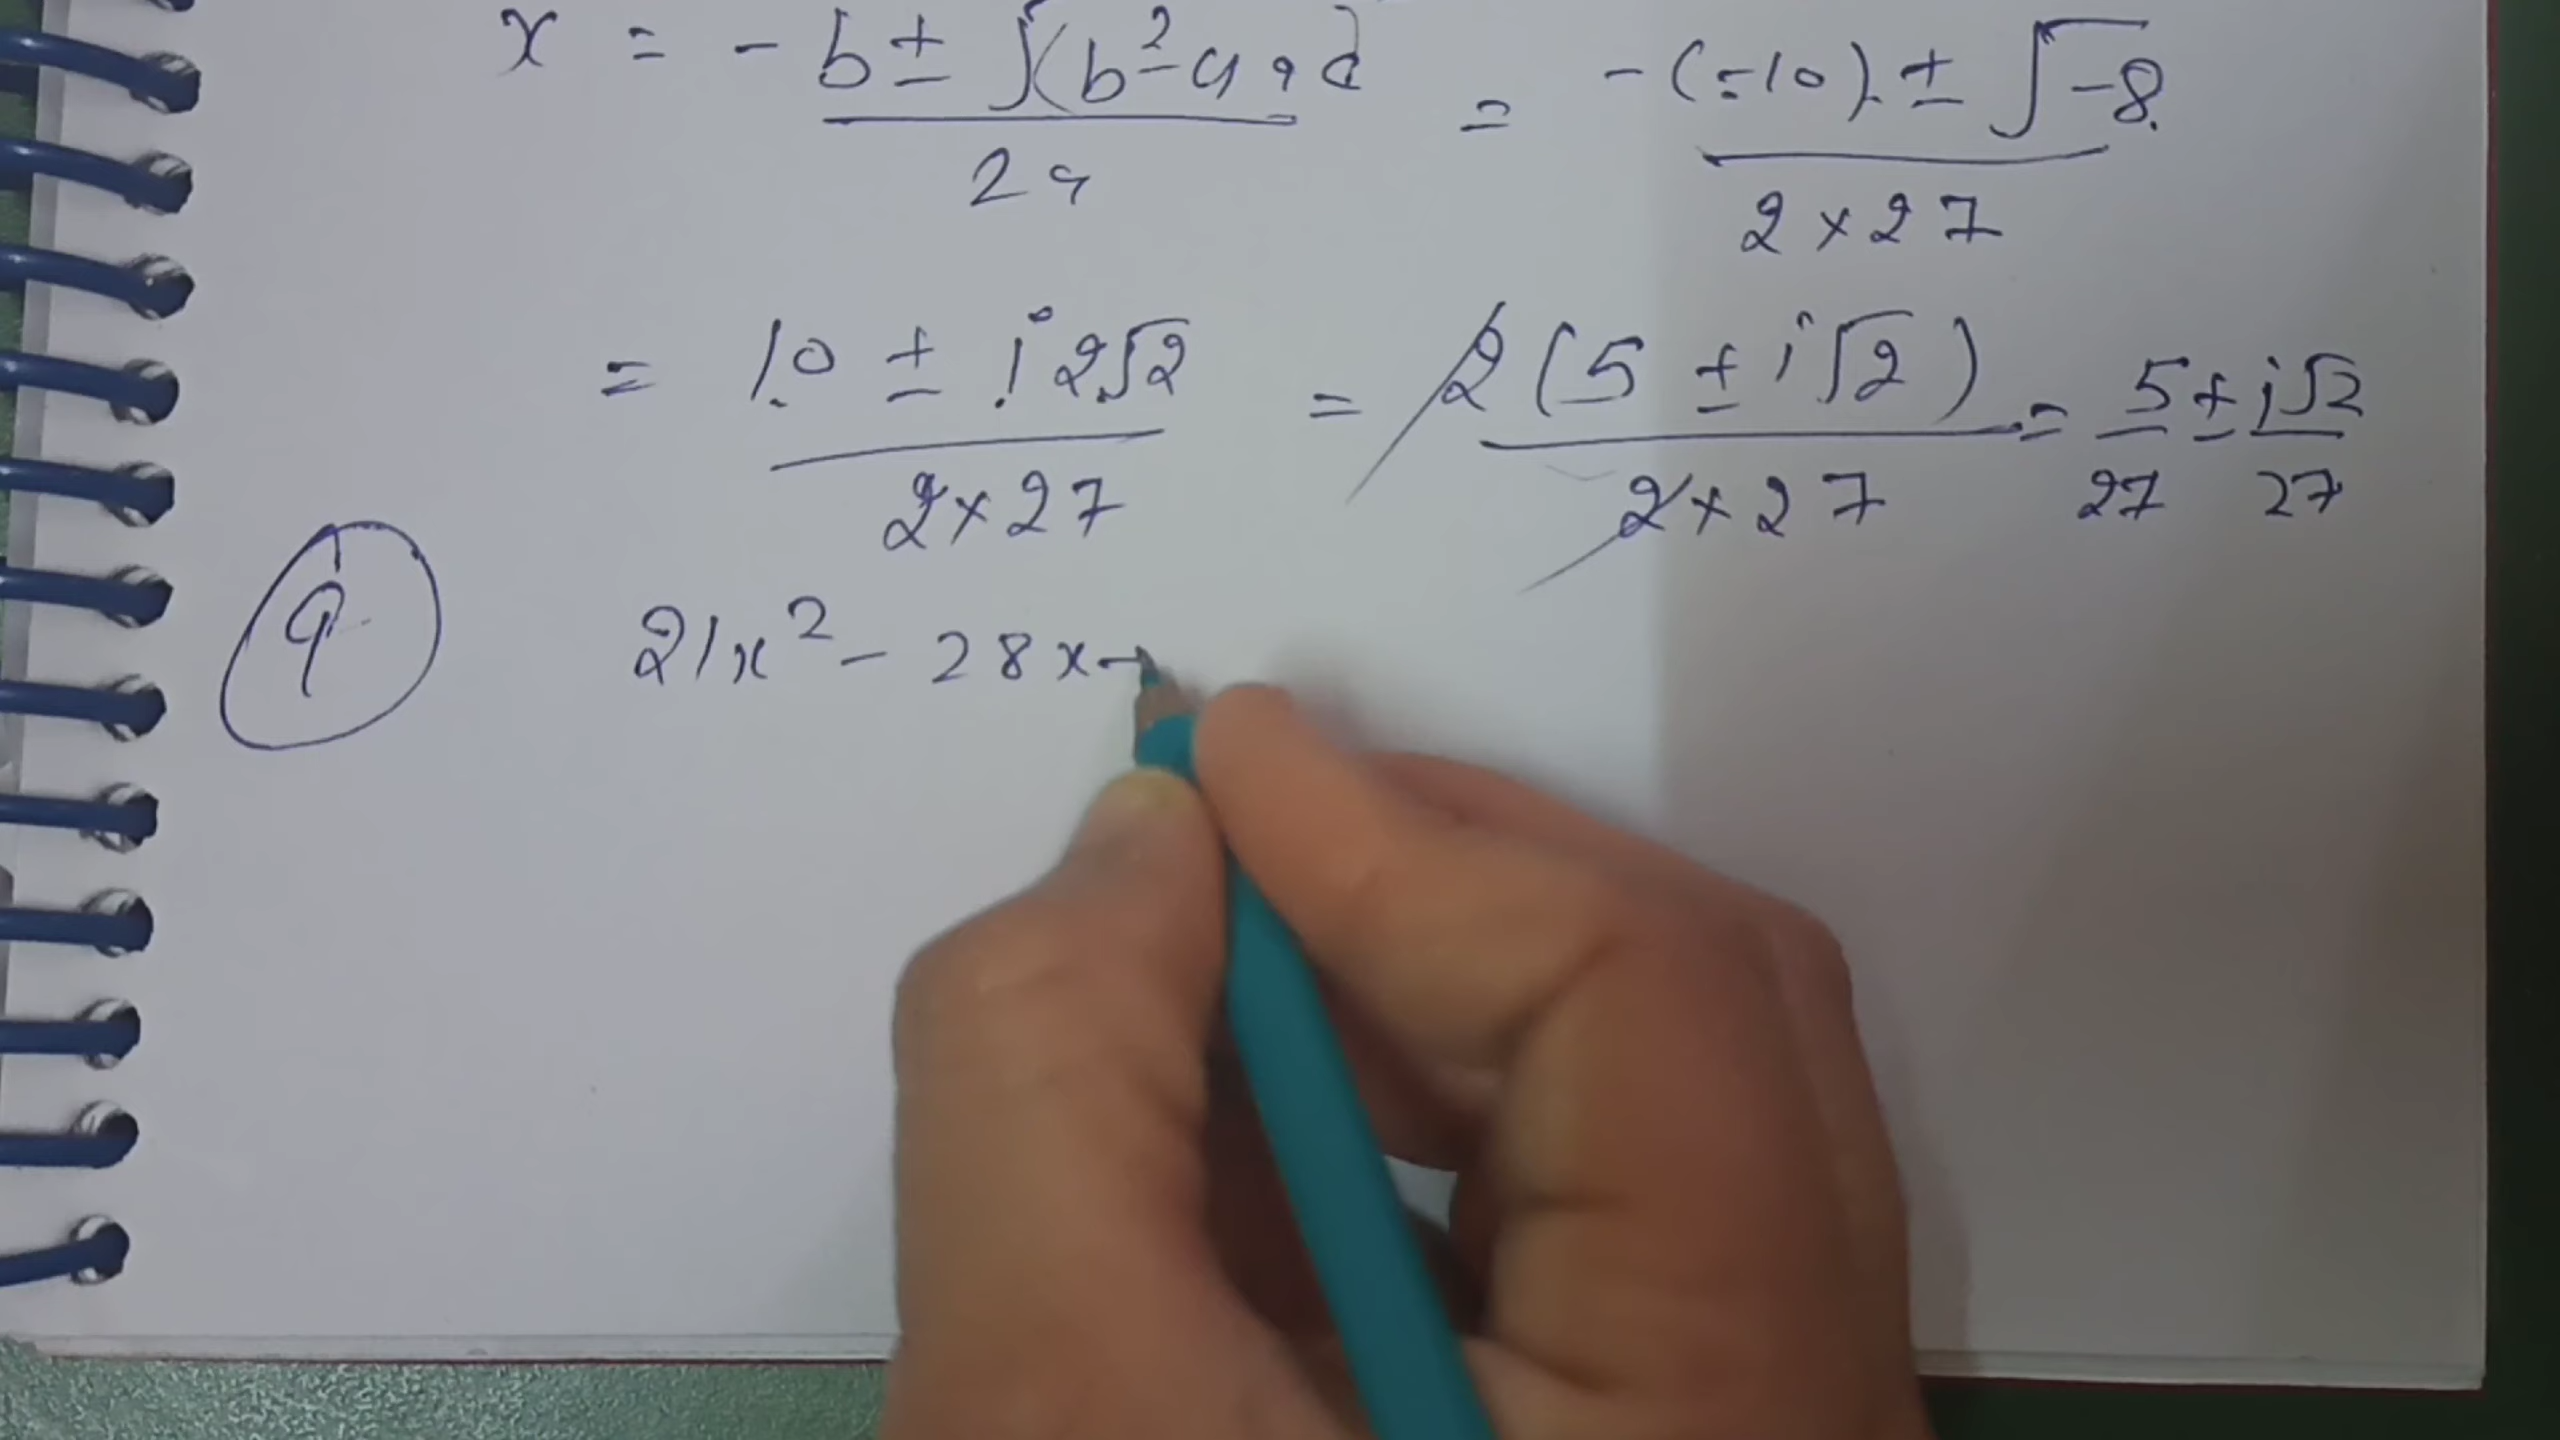 x = -b ± √(b²-4ac / 2a = -(-10) ± √-8 / 2×27
= 10 ± i 2√2 / 2×27 = 2(5 ± i√2) / 2×27 = 5/27 ± i√2/27
9 21x² - 28x +